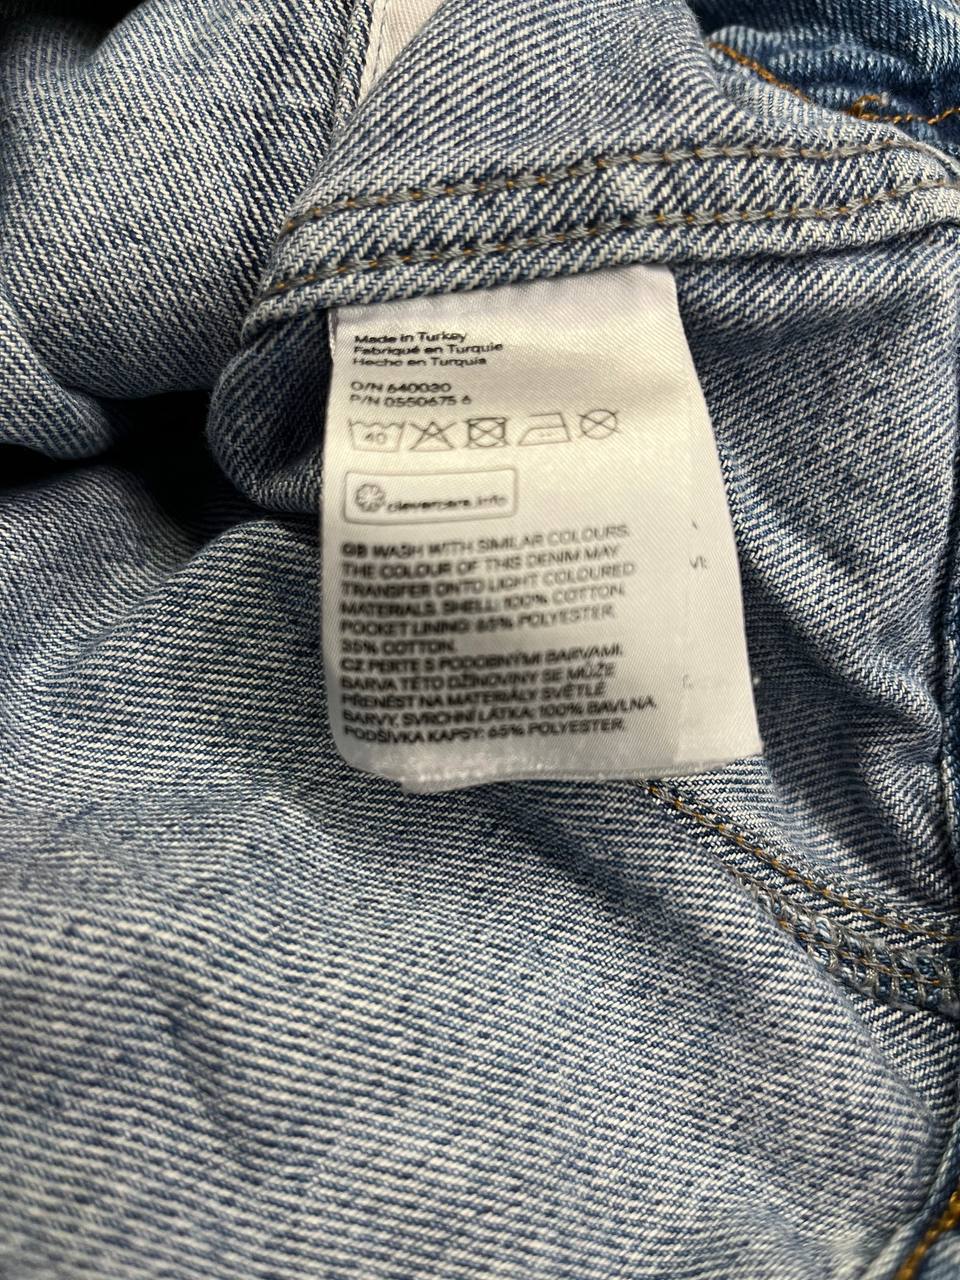 Made in Turkey
Fabriqué en Turquie
Hecho en Turquía
O/N 640030
P/N 0550675 6
40
clevercare.info
GB WASH WITH SIMILAR COLOURS.
THE COLOUR OF THIS DENIM MAY
TRANSFER ONTO LIGHT COLOURED
MATERIALS. SHELL: 100% COTTON.
POCKET LINING: 65% POLYESTER,
35% COTTON.
CZ PERTE S PODOBNÝMI BARVAMI.
BARVA TÉTO DŽÍNOVINY SE MŮŽE
PŘENÉST NA MATERIÁLY SVĚTLÉ
BARVY. SVRCHNÍ LÁTKA: 100% BAVLNA.
PODŠÍVKA KAPSY: 65% POLYESTER,